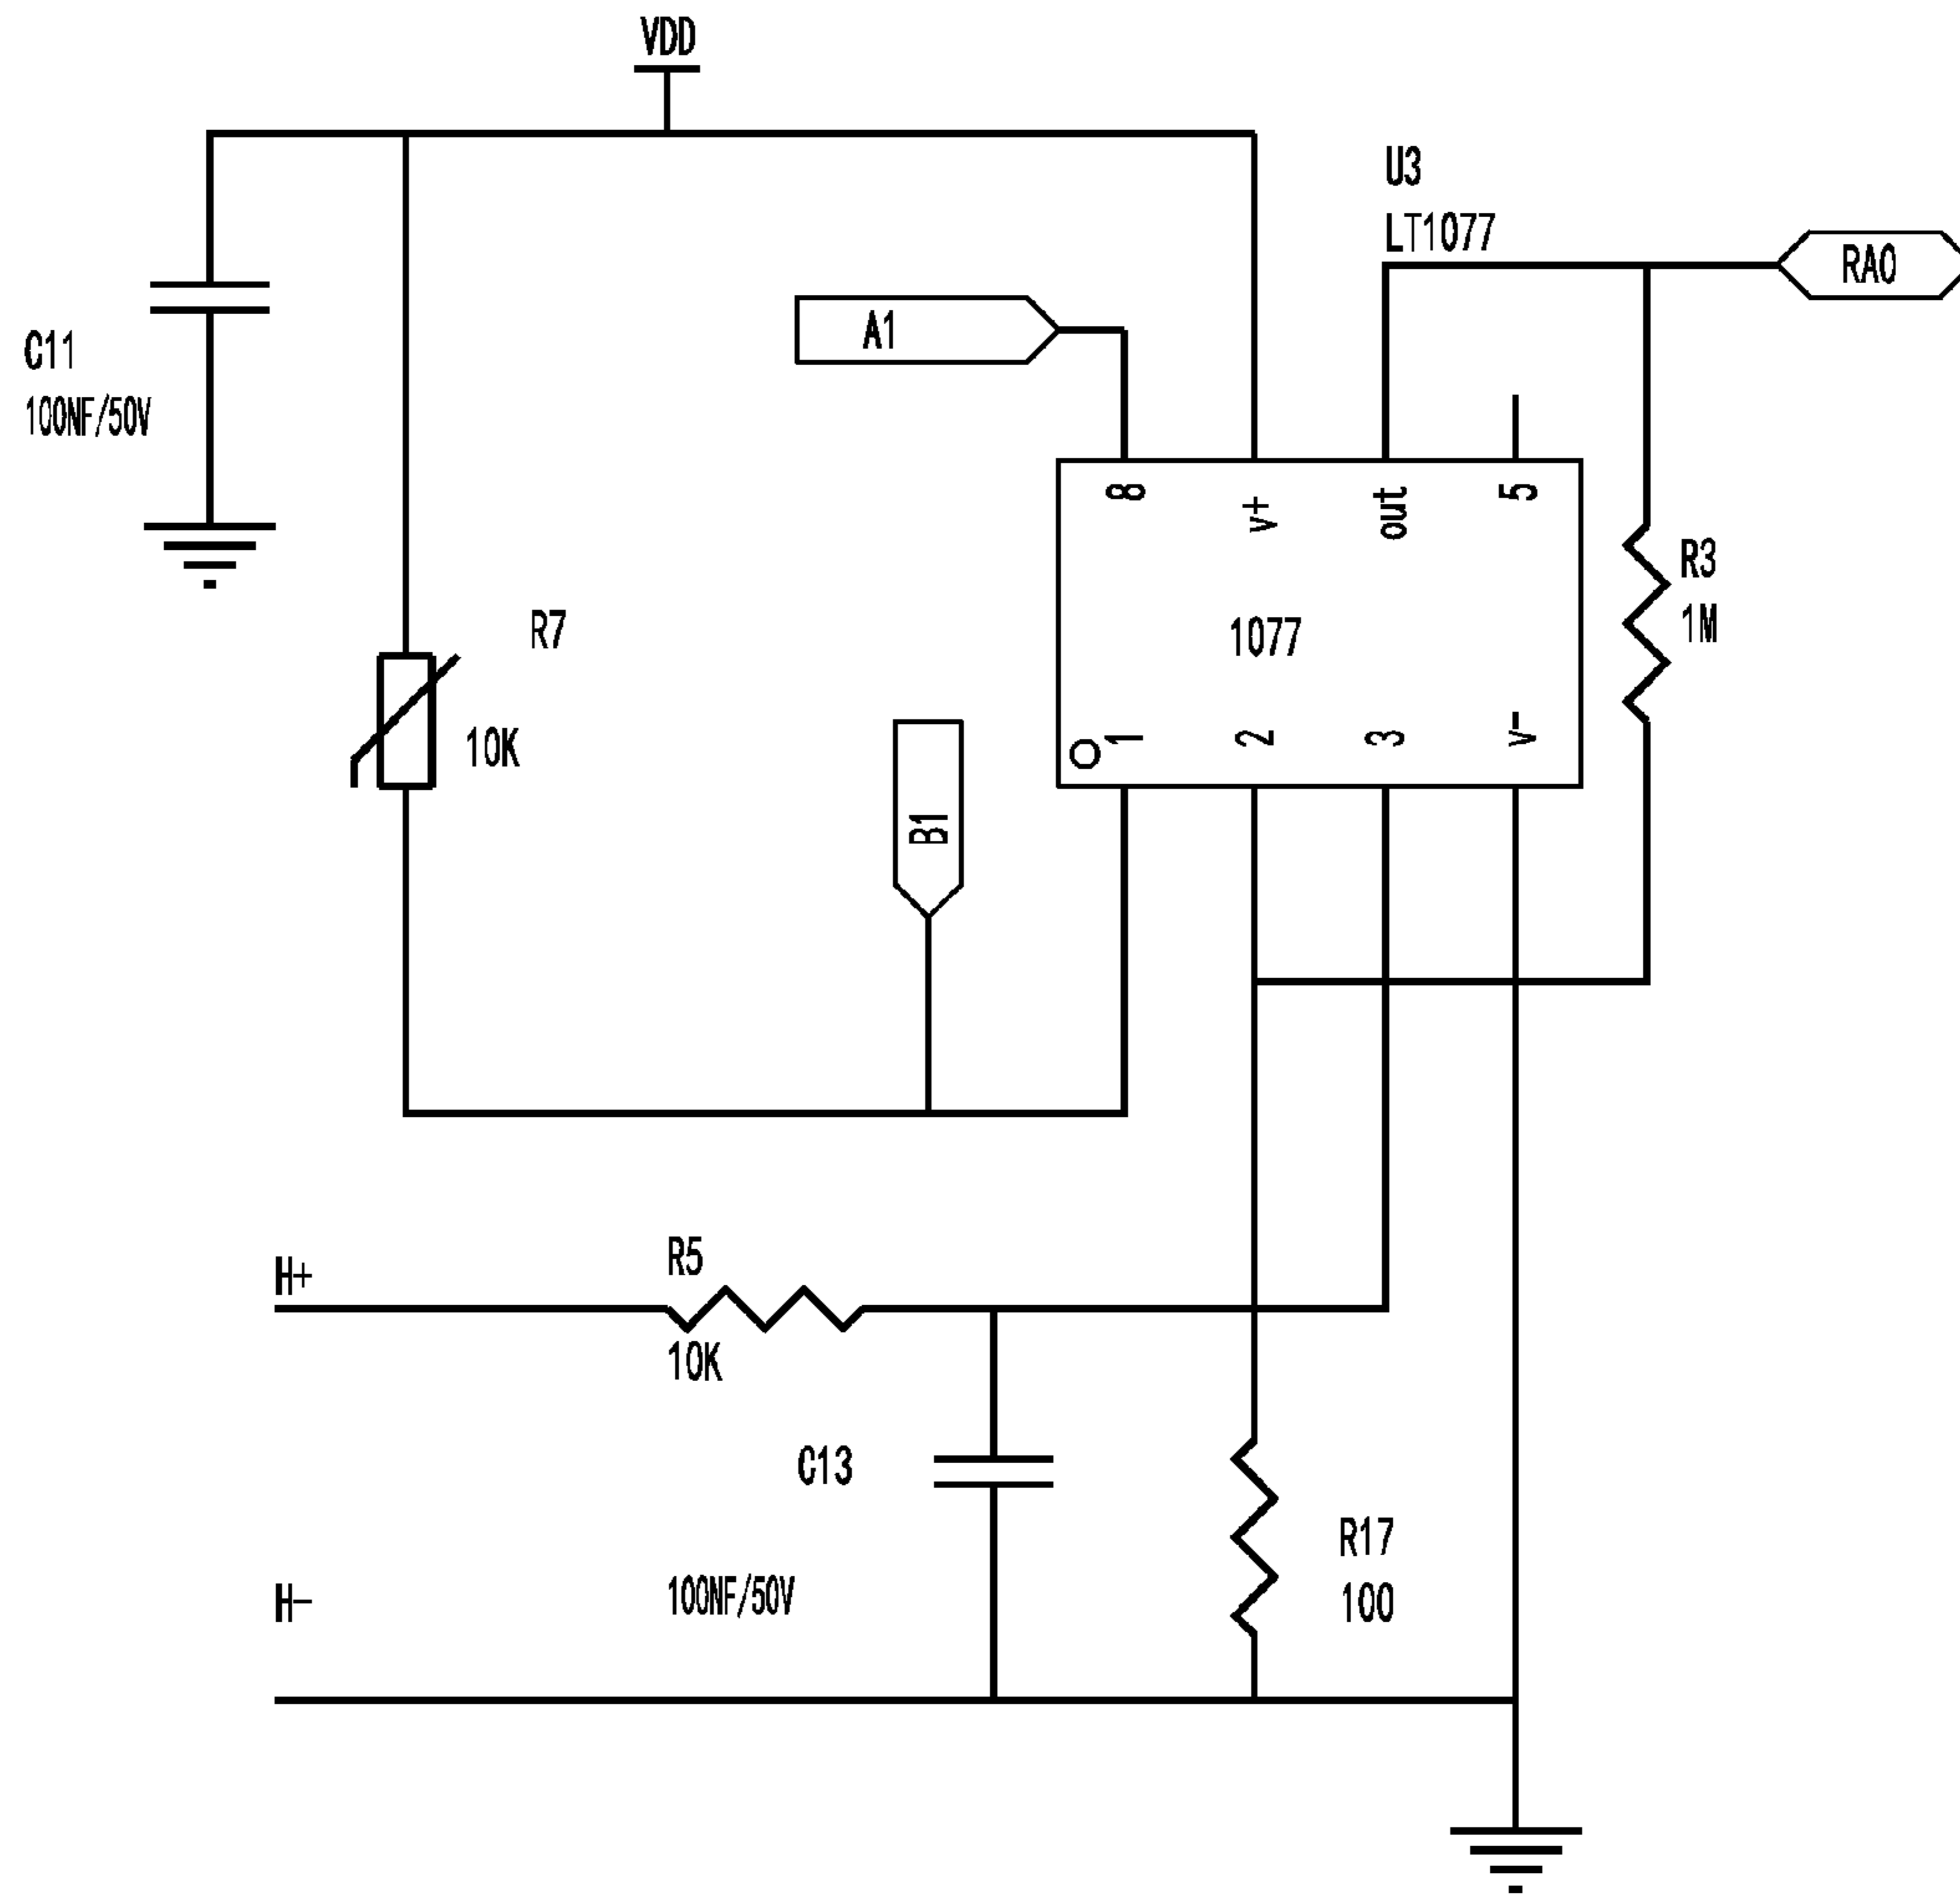 VDD
U3
LT1077
RA0
A1
C11
100NF/50V
8
v+
out
5
R3
1M
R7
1077
10K
1
2
3
v-
B1
H+
R5
10K
C13
R17
100
H-
100NF/50V